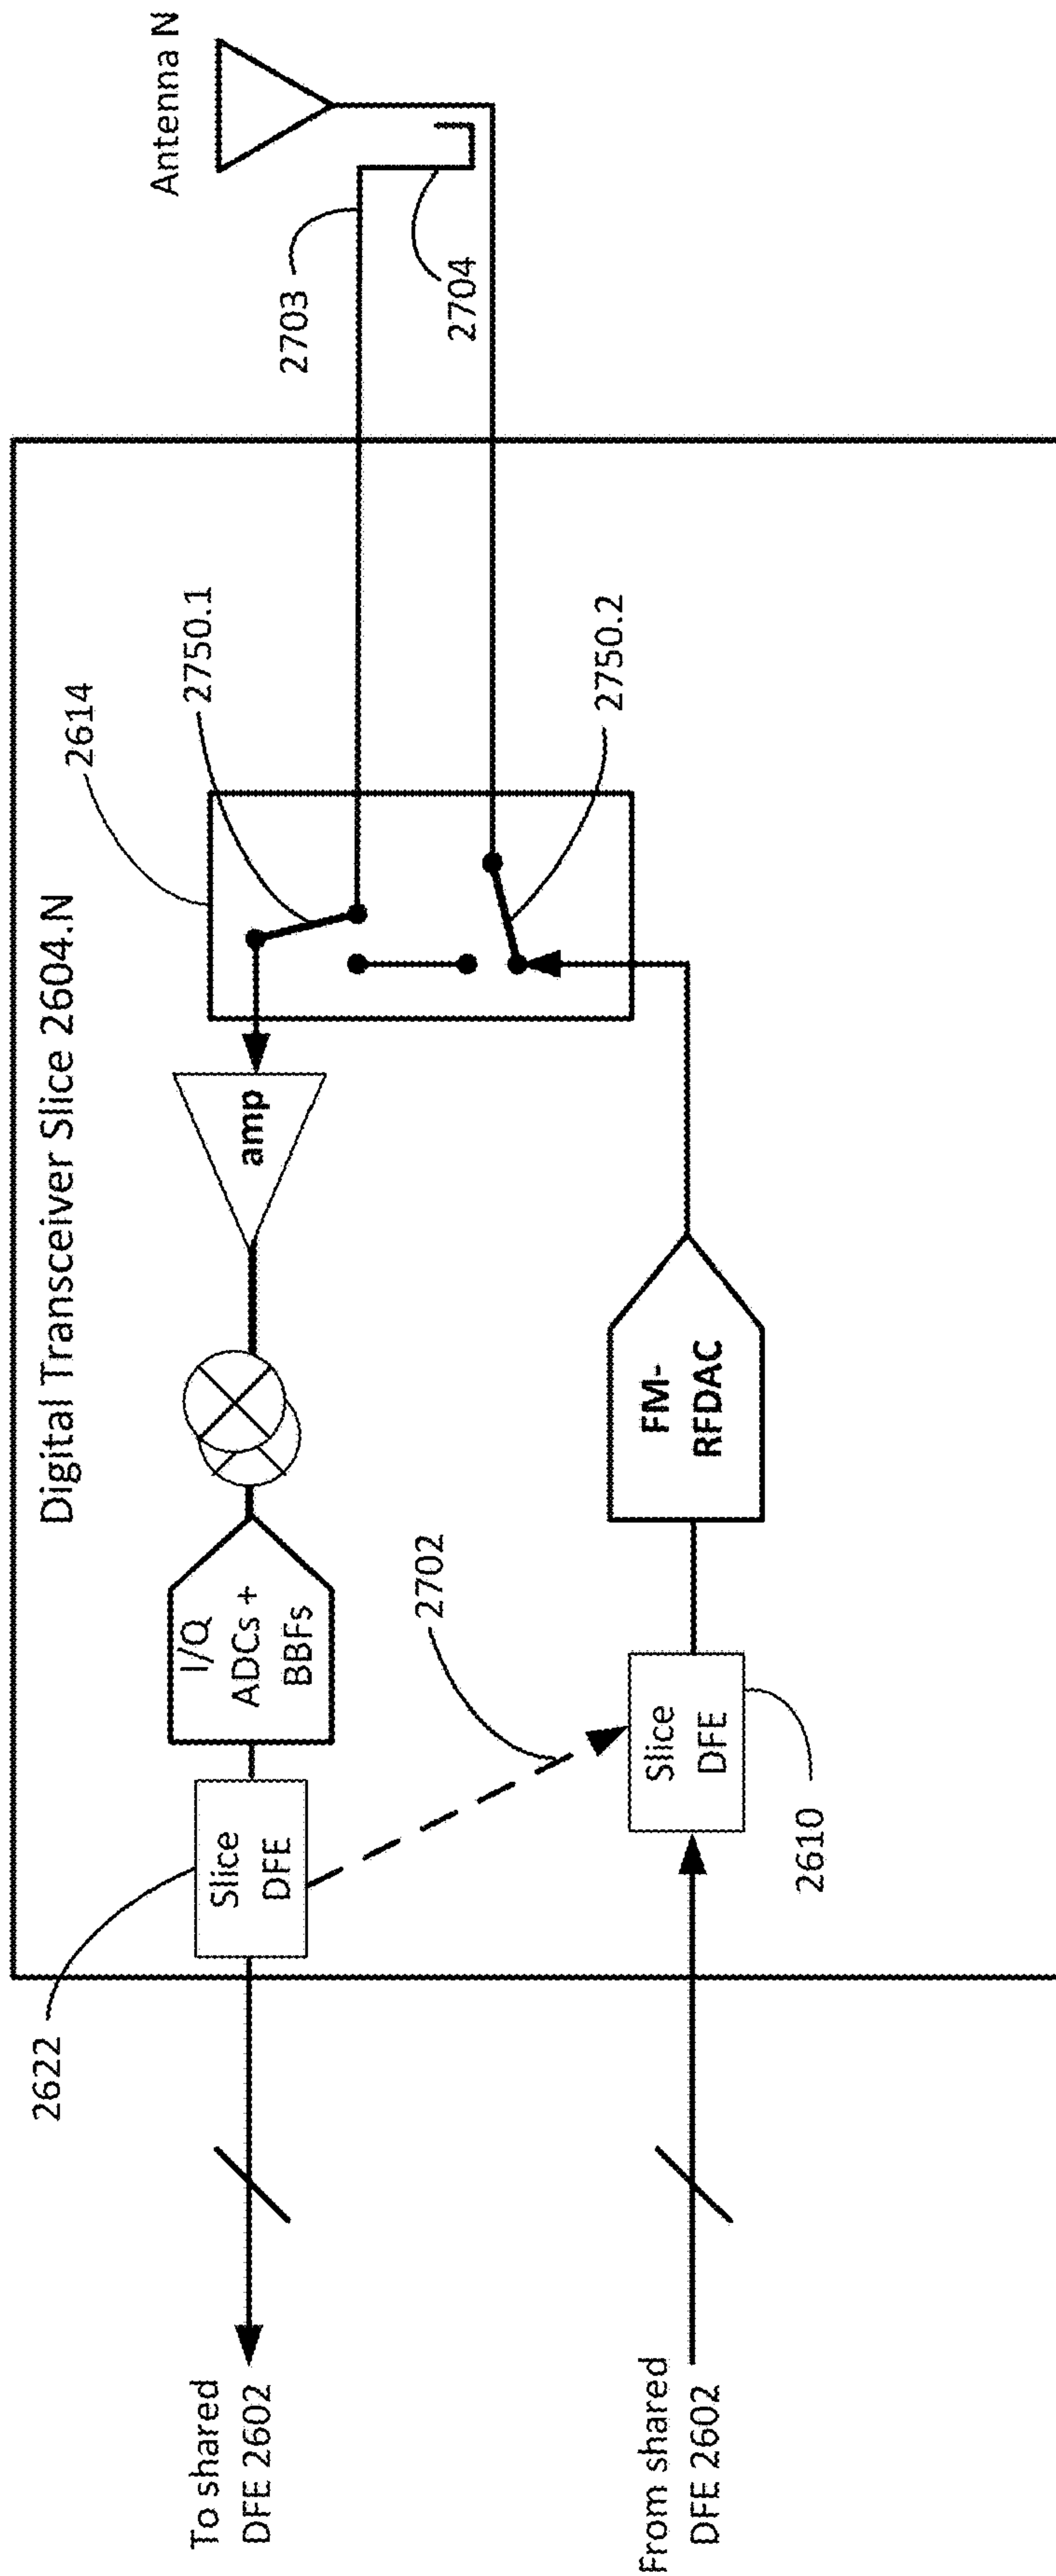 Digital Transceiver Slice 2604.N
Antenna N
2622
2614
2750.1
2703
To shared
DFE 2602
Slice
DFE
I/Q
ADCs +
BBFs
amp
2704
2702
2750.2
From shared
DFE 2602
Slice
DFE
FM-
RFDAC
2610